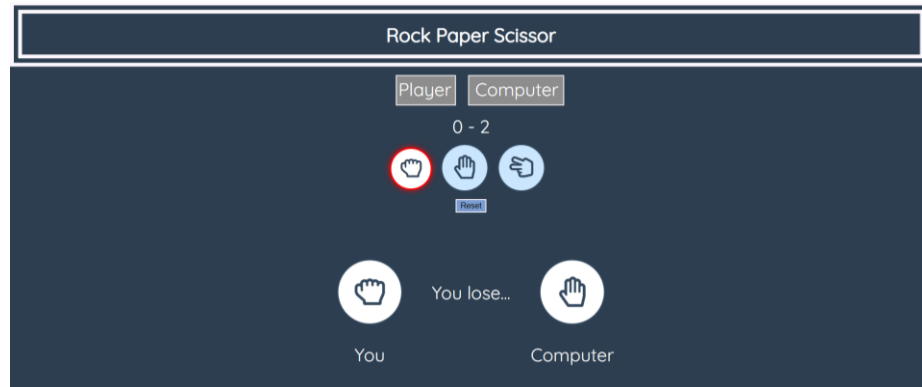 Rock Paper Scissor
Player Computer
0 - 2
Reset
You lose...
You Computer